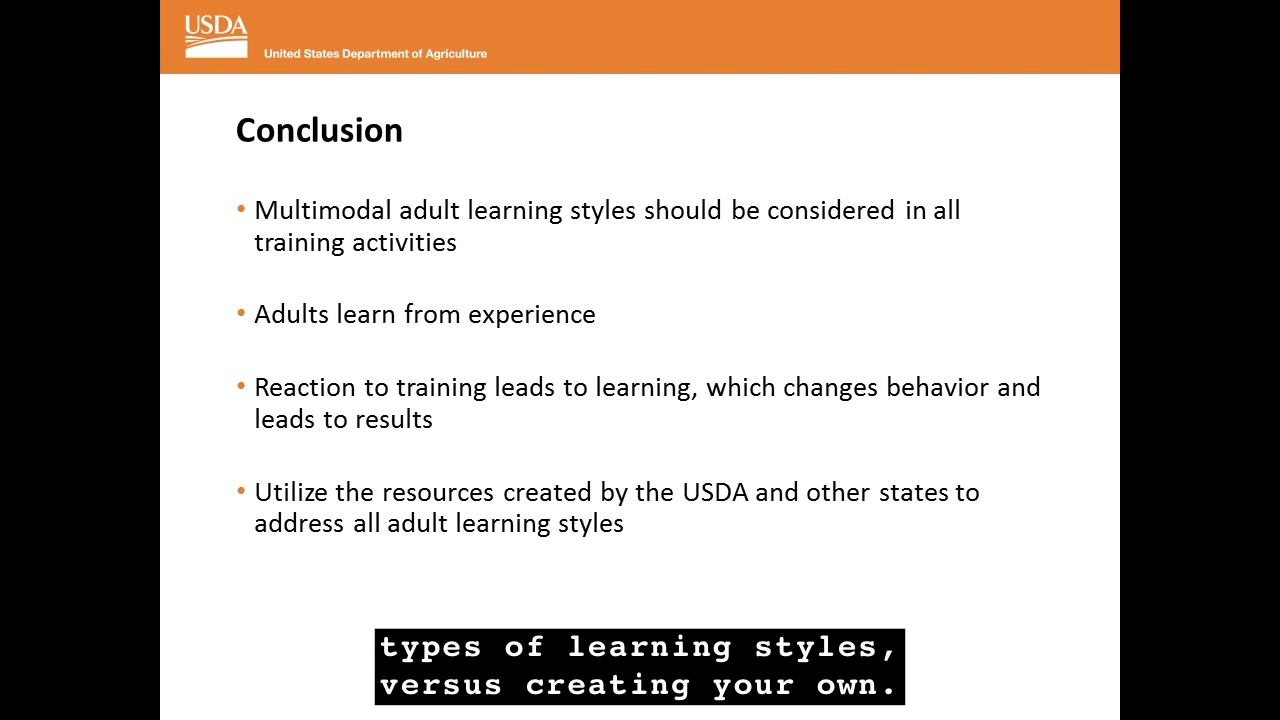 USDA
United States Department of Agriculture
Conclusion
• Multimodal adult learning styles should be considered in all
training activities
• Adults learn from experience
• Reaction to training leads to learning, which changes behavior and
leads to results
• Utilize the resources created by the USDA and other states to
address all adult learning styles
types of learning styles,
versus creating your own.